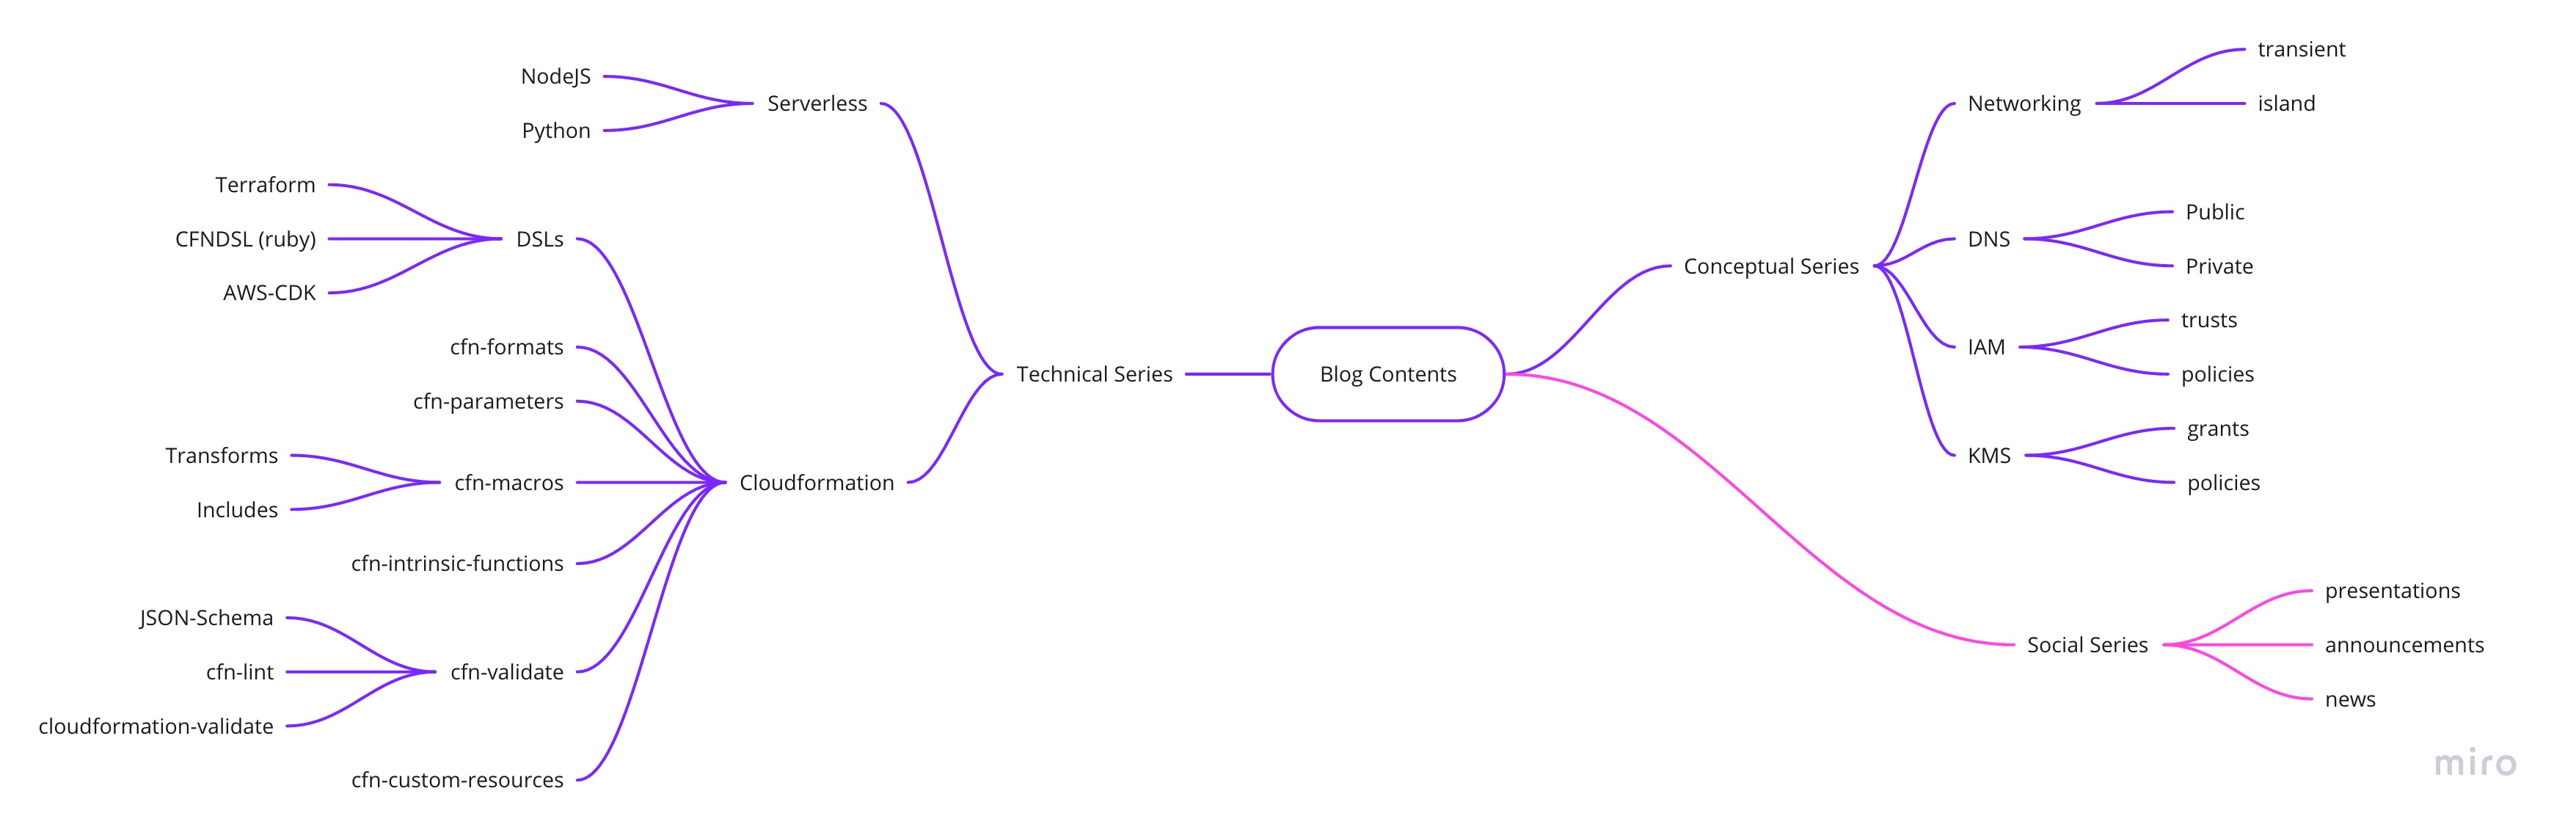 NodeJS
Python
Serverless
Terraform
CFNDSL (ruby)
AWS-CDK
DSLs
cfn-formats
cfn-parameters
Transforms
Includes
cfn-macros
cfn-intrinsic-functions
JSON-Schema
cfn-lint
cloudformation-validate
cfn-validate
cfn-custom-resources
Cloudformation
Technical Series
Blog Contents
Conceptual Series
Networking
transient
island
DNS
Public
Private
IAM
trusts
policies
KMS
grants
policies
Social Series
presentations
announcements
news
miro